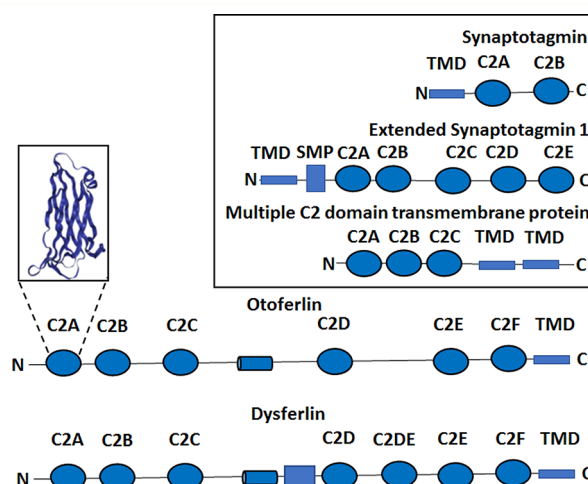 Synaptotagmin
TMD C2A C2B
N C
Extended Synaptotagmin 1
TMD SMP C2A C2B C2C C2D C2E
N C
Multiple C2 domain transmembrane protein
C2A C2B C2C TMD TMD
N C
Otoferlin
C2A C2B C2C C2D C2E C2F TMD
N C
Dysferlin
C2A C2B C2C C2D C2DE C2E C2F TMD
N C